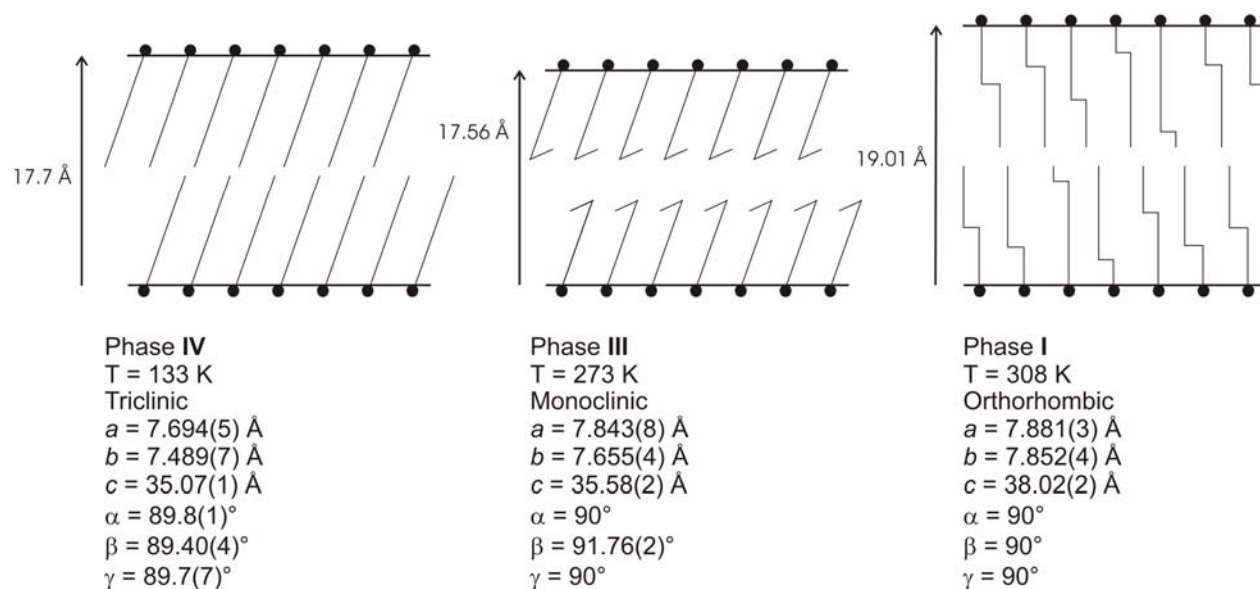 17.7 Å
17.56 Å
19.01 Å
Phase IV
T = 133 K
Triclinic
a = 7.694(5) Å
b = 7.489(7) Å
c = 35.07(1) Å
α = 89.8(1)°
β = 89.40(4)°
γ = 89.7(7)°
Phase III
T = 273 K
Monoclinic
a = 7.843(8) Å
b = 7.655(4) Å
c = 35.58(2) Å
α = 90°
β = 91.76(2)°
γ = 90°
Phase I
T = 308 K
Orthorhombic
a = 7.881(3) Å
b = 7.852(4) Å
c = 38.02(2) Å
α = 90°
β = 90°
γ = 90°